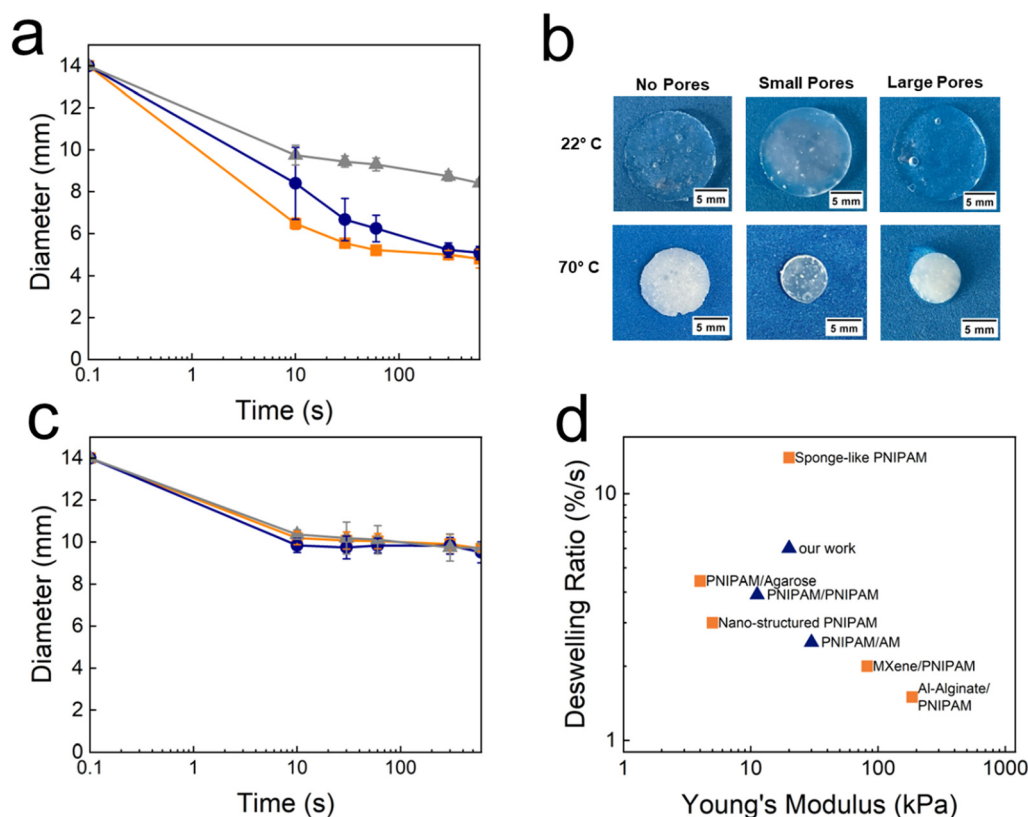 a
14
12
10
8
6
4
2
0
Diameter (mm)
0.1
1
10
100
Time (s)
b
No Pores
Small Pores
Large Pores
22° C
5 mm
5 mm
5 mm
70° C
5 mm
5 mm
5 mm
c
14
12
10
8
6
4
2
0
Diameter (mm)
0.1
1
10
100
Time (s)
d
10
1
Deswelling Ratio (%/s)
Sponge-like PNIPAM
our work
PNIPAM/Agarose
PNIPAM/PNIPAM
Nano-structured PNIPAM
PNIPAM/AM
MXene/PNIPAM
Al-Alginate/
PNIPAM
1
10
100
1000
Young's Modulus (kPa)